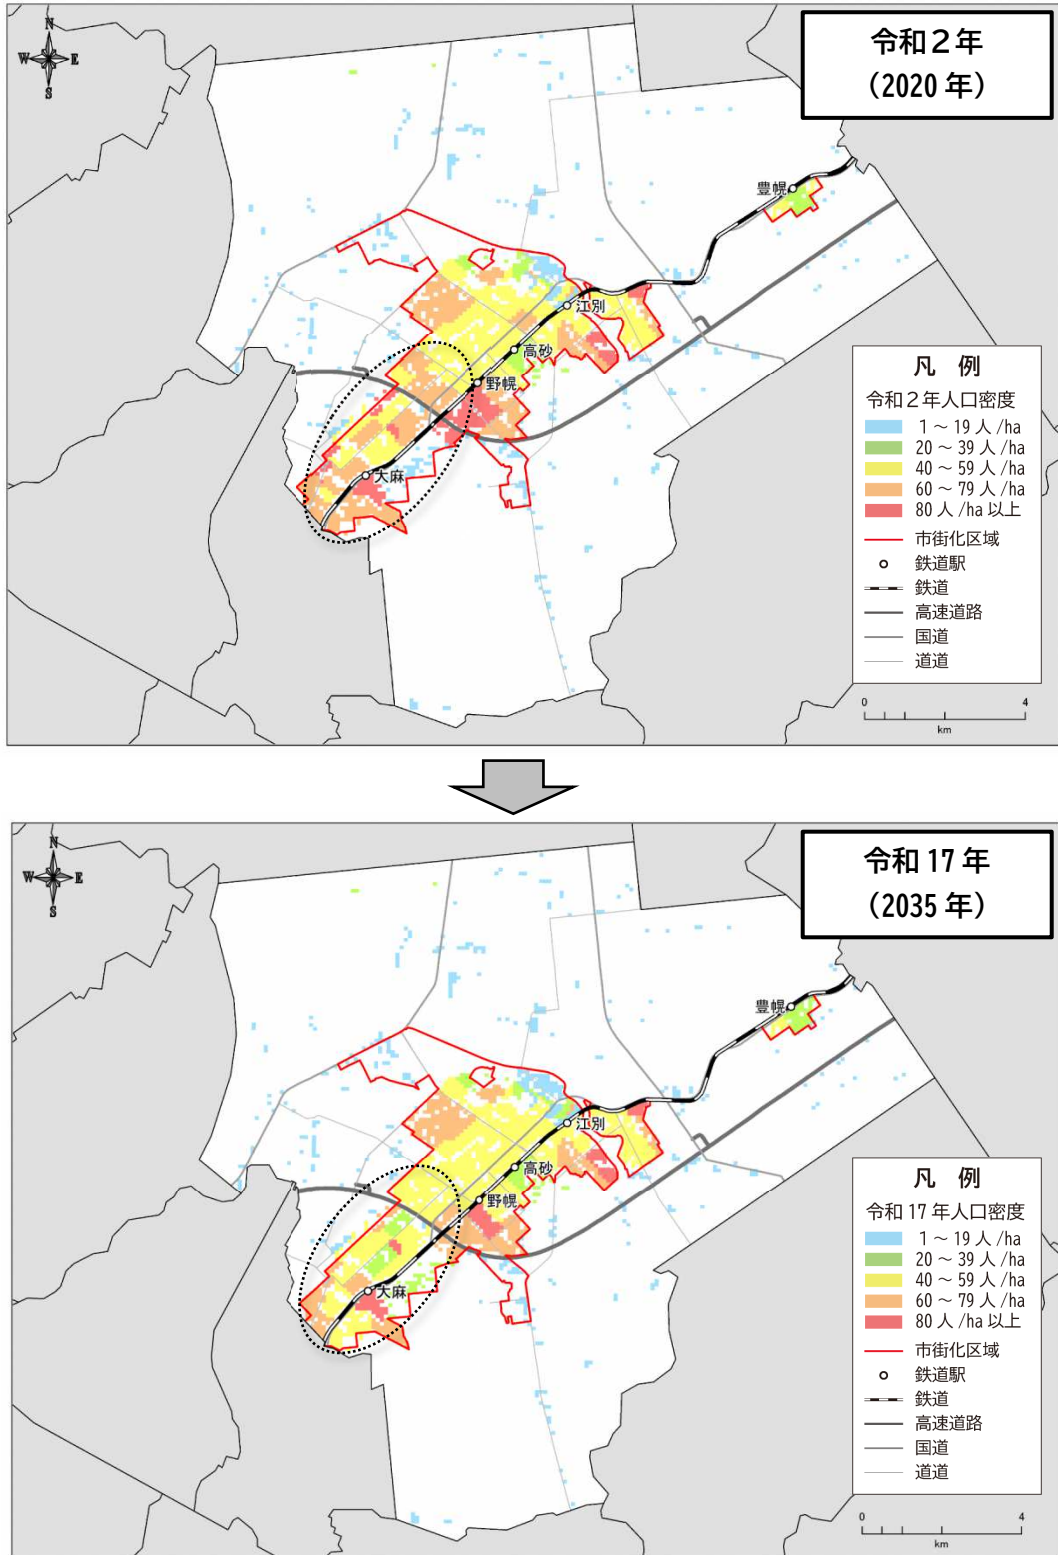 令和２年
（2020 年）
N
W E
S
豊幌
江別
高砂
野幌
大麻
凡 例
令和２年人口密度
1 ～ 19 人 /ha
20 ～ 39 人 /ha
40 ～ 59 人 /ha
60 ～ 79 人 /ha
80 人 /ha 以上
市街化区域
鉄道駅
鉄道
高速道路
国道
道道
0 4
km
令和 17 年
（2035 年）
N
W E
S
豊幌
江別
高砂
野幌
大麻
凡 例
令和 17 年人口密度
1 ～ 19 人 /ha
20 ～ 39 人 /ha
40 ～ 59 人 /ha
60 ～ 79 人 /ha
80 人 /ha 以上
市街化区域
鉄道駅
鉄道
高速道路
国道
道道
0 4
km